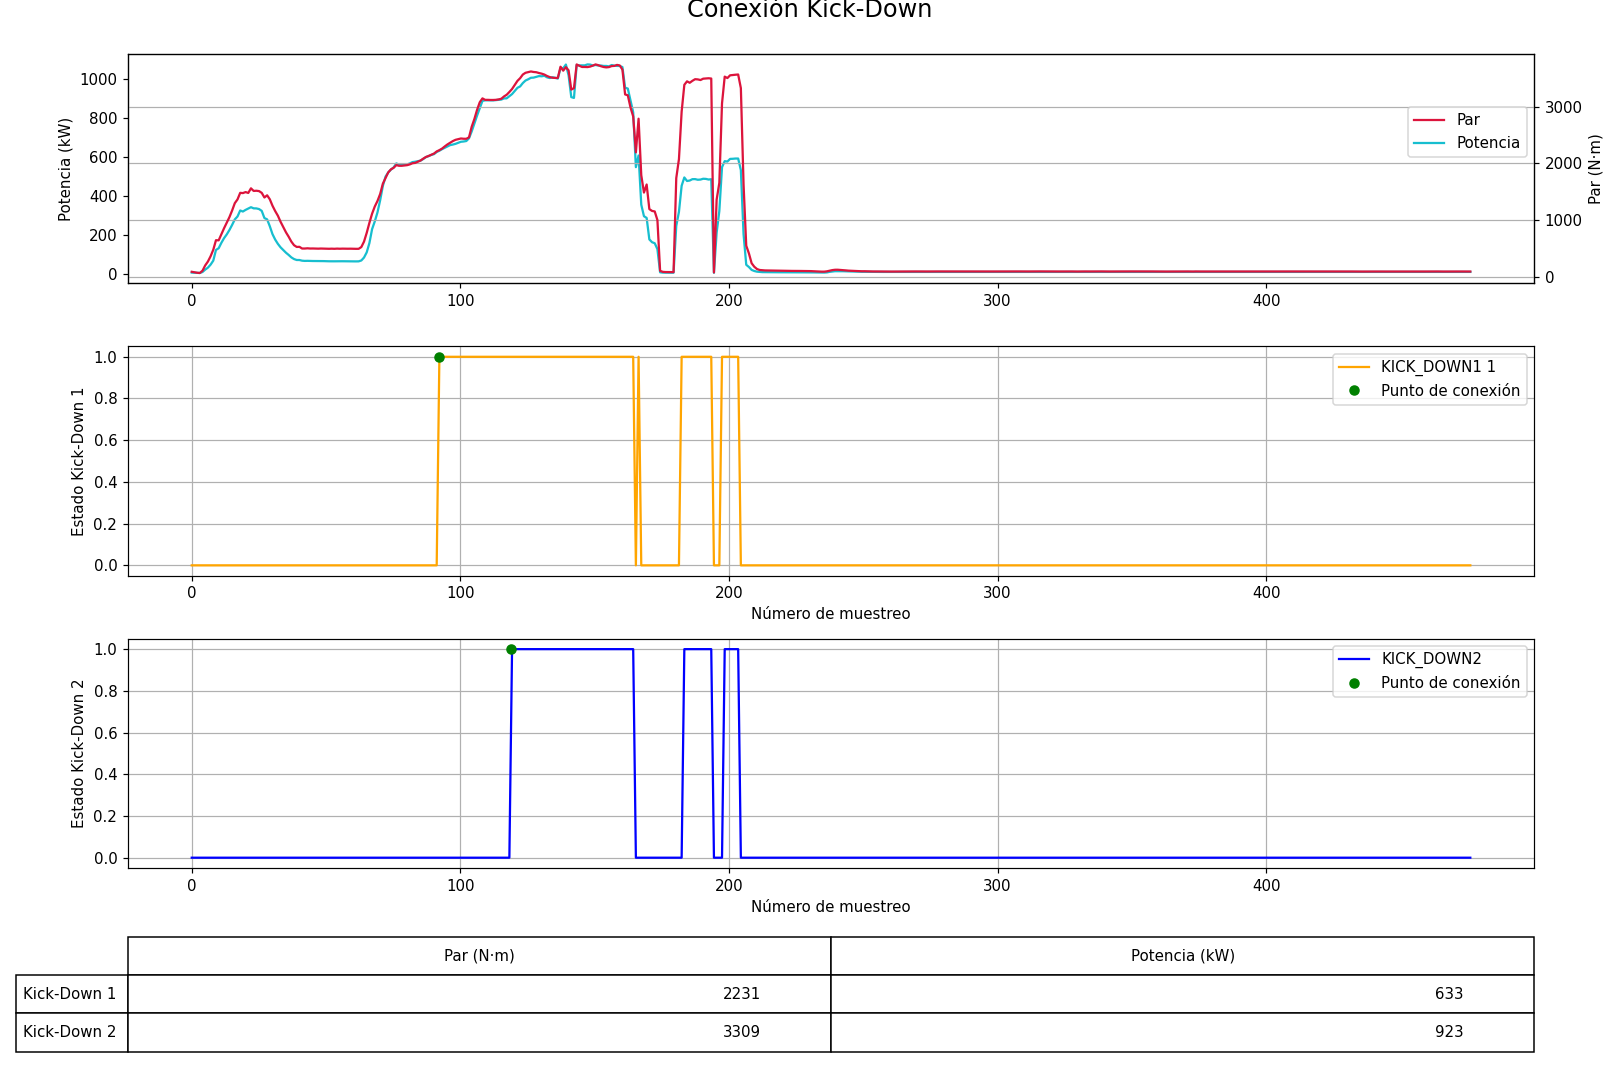 Conexión Kick-Down
Potencia (kW)
1000
800
600
400
200
0
Par
Potencia
3000
2000
1000
0
Par (N·m)
0 100 200 300 400
Estado Kick-Down 1
1.0
0.8
0.6
0.4
0.2
0.0
KICK_DOWN1 1
Punto de conexión
0 100 200 300 400
Número de muestreo
Estado Kick-Down 2
1.0
0.8
0.6
0.4
0.2
0.0
KICK_DOWN2
Punto de conexión
0 100 200 300 400
Número de muestreo
Par (N·m) Potencia (kW)
Kick-Down 1 2231 633
Kick-Down 2 3309 923